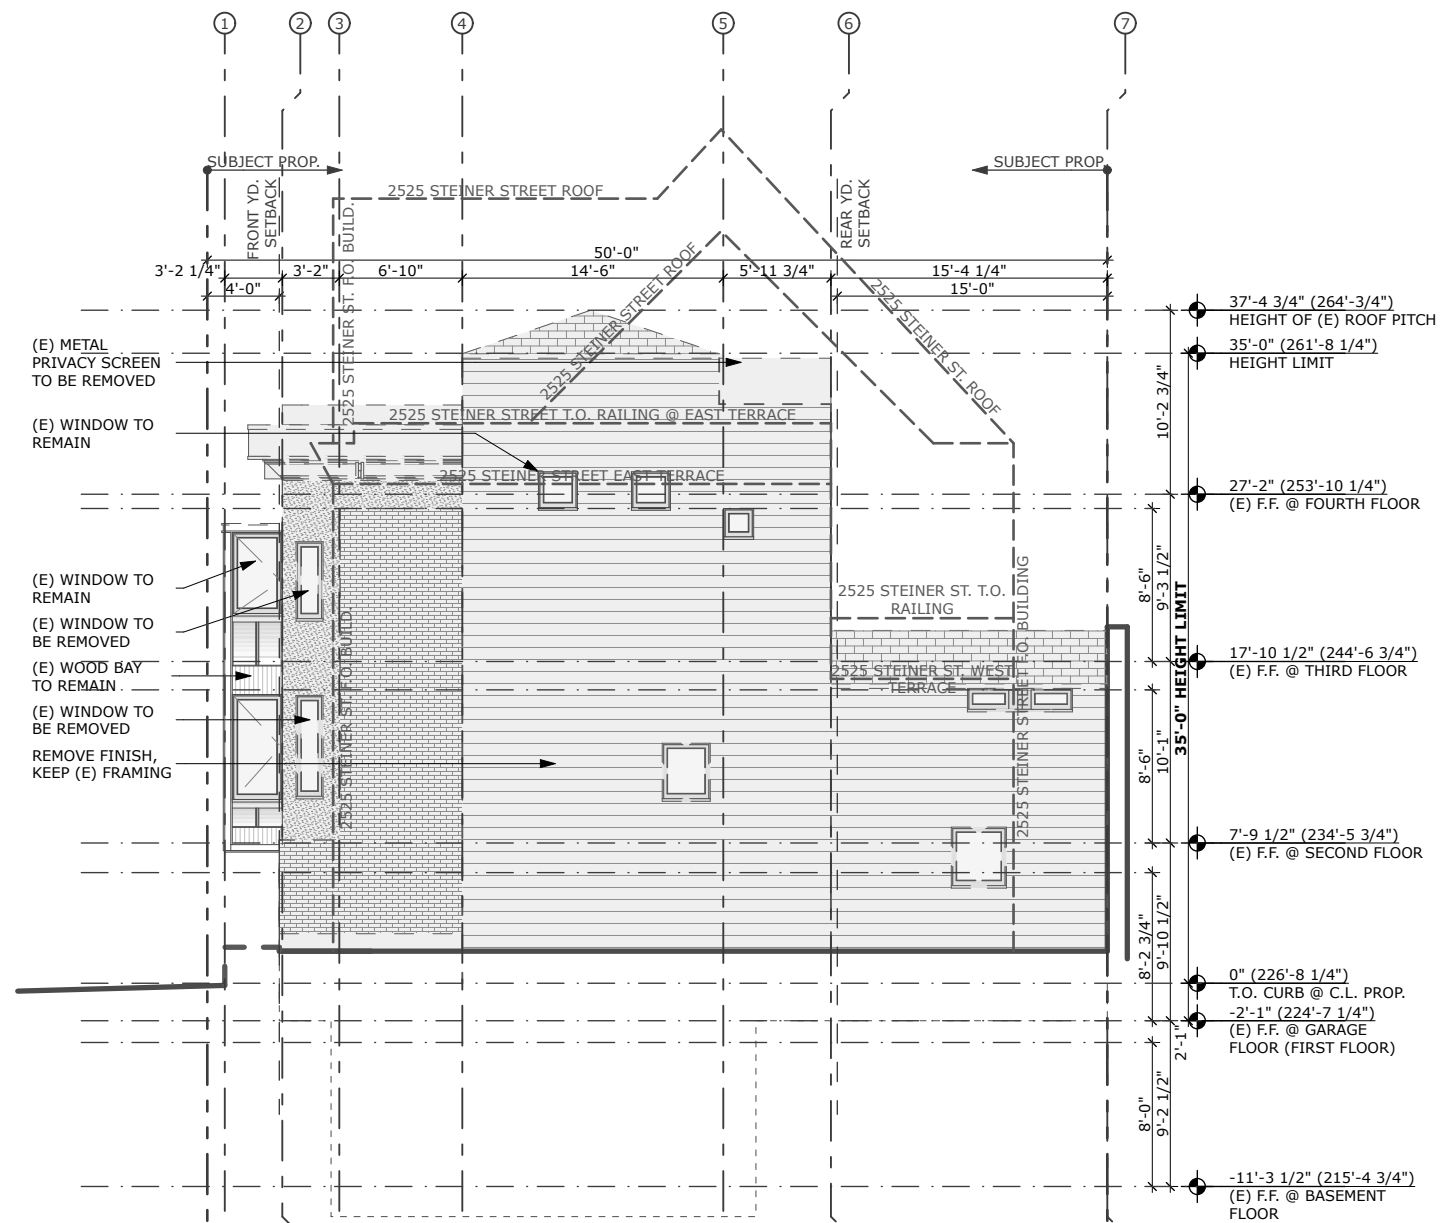 1 2 3 4 5 6 7
SUBJECT PROP.
SUBJECT PROP.
FRONT YD.
SETBACK
2525 STEINER STREET ROOF
REAR YD.
SETBACK
50'-0"
3'-2 1/4" 3'-2" 6'-10" 14'-6" 5'-11 3/4" 15'-4 1/4"
4'-0" 15'-0"
2525 STEINER ST. F.O. BUILD.
2525 STEINER STREET ROOF
2525 STEINER ST. ROOF
(E) METAL
PRIVACY SCREEN
TO BE REMOVED
(E) WINDOW TO
REMAIN
2525 STEINER STREET T.O. RAILING @ EAST TERRACE
2525 STEINER STREET EAST TERRACE
(E) WINDOW TO
REMAIN
(E) WINDOW TO
BE REMOVED
(E) WOOD BAY
TO REMAIN
(E) WINDOW TO
BE REMOVED
REMOVE FINISH,
KEEP (E) FRAMING
2525 STEINER ST. F.O. BUILD.
2525 STEINER ST. T.O.
RAILING
2525 STEINER ST. WEST
TERRACE
2525 STEINER STREET F.O. BUILDING
10'-2 3/4"
8'-6"
9'-3 1/2"
35'-0" HEIGHT LIMIT
8'-6"
10'-1"
8'-2 3/4"
9'-10 1/2"
2'-1"
8'-0"
9'-2 1/2"
37'-4 3/4" (264'-3/4")
HEIGHT OF (E) ROOF PITCH
35'-0" (261'-8 1/4")
HEIGHT LIMIT
27'-2" (253'-10 1/4")
(E) F.F. @ FOURTH FLOOR
17'-10 1/2" (244'-6 3/4")
(E) F.F. @ THIRD FLOOR
7'-9 1/2" (234'-5 3/4")
(E) F.F. @ SECOND FLOOR
0" (226'-8 1/4")
T.O. CURB @ C.L. PROP.
-2'-1" (224'-7 1/4")
(E) F.F. @ GARAGE
FLOOR (FIRST FLOOR)
-11'-3 1/2" (215'-4 3/4")
(E) F.F. @ BASEMENT
FLOOR